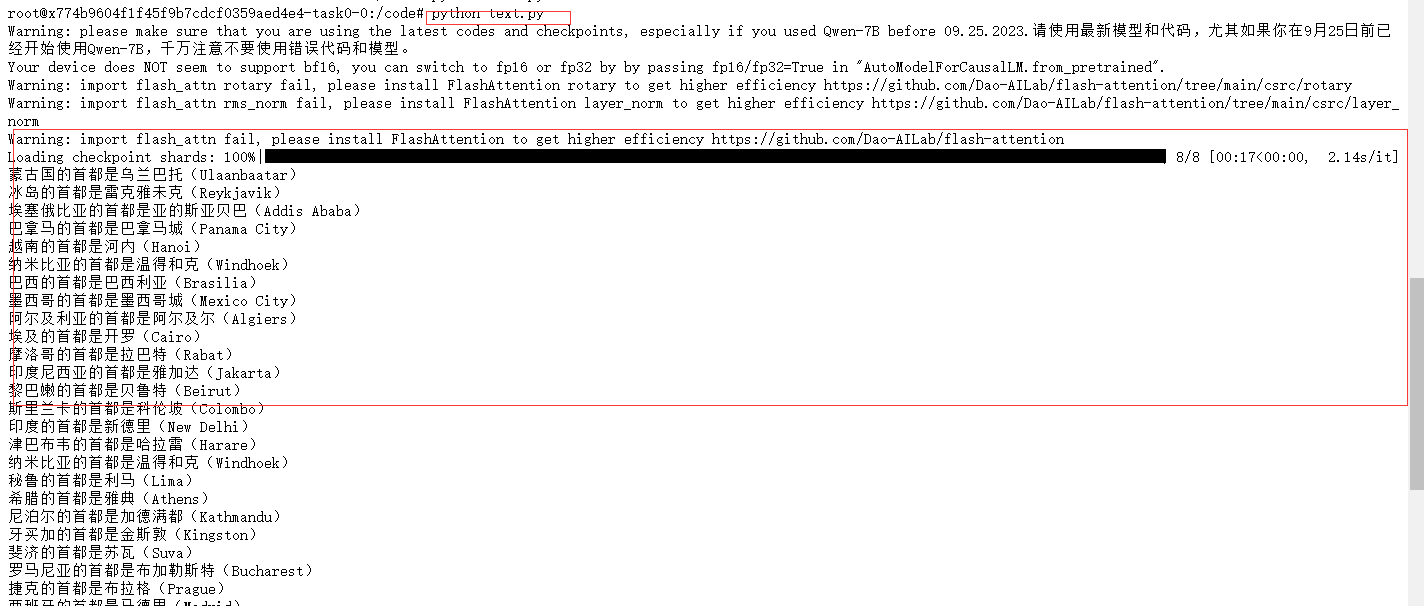 root@x774b9604f1f45f9b7cdcf0359aed4e4-task0-0:/code# python text.py
Warning: please make sure that you are using the latest codes and checkpoints, especially if you used Qwen-7B before 09.25.2023.请使用最新模型和代码，尤其如果你在9月25日前已
经开始使用Qwen-7B，千万注意不要使用错误代码和模型。
Your device does NOT seem to support bf16, you can switch to fp16 or fp32 by by passing fp16/fp32=True in "AutoModelForCausalLM.from_pretrained".
Warning: import flash_attn rotary fail, please install FlashAttention rotary to get higher efficiency https://github.com/Dao-AILab/flash-attention/tree/main/csrc/rotary
Warning: import flash_attn rms_norm fail, please install FlashAttention layer_norm to get higher efficiency https://github.com/Dao-AILab/flash-attention/tree/main/csrc/layer_
norm
Warning: import flash_attn fail, please install FlashAttention to get higher efficiency https://github.com/Dao-AILab/flash-attention
Loading checkpoint shards: 100%| 8/8 [00:17<00:00, 2.14s/it]
蒙古国的首都是乌兰巴托（Ulaanbaatar）
冰岛的首都是雷克雅未克（Reykjavik）
埃塞俄比亚的首都是亚的斯亚贝巴（Addis Ababa）
巴拿马的首都是巴拿马城（Panama City）
越南的首都是河内（Hanoi）
纳米比亚的首都是温得和克（Windhoek）
巴西的首都是巴西利亚（Brasilia）
墨西哥的首都是墨西哥城（Mexico City）
阿尔及利亚的首都是阿尔及尔（Algiers）
埃及的首都是开罗（Cairo）
摩洛哥的首都是拉巴特（Rabat）
印度尼西亚的首都是雅加达（Jakarta）
黎巴嫩的首都是贝鲁特（Beirut）
斯里兰卡的首都是科伦坡（Colombo）
印度的首都是新德里（New Delhi）
津巴布韦的首都是哈拉雷（Harare）
纳米比亚的首都是温得和克（Windhoek）
秘鲁的首都是利马（Lima）
希腊的首都是雅典（Athens）
尼泊尔的首都是加德满都（Kathmandu）
牙买加的首都是金斯敦（Kingston）
斐济的首都是苏瓦（Suva）
罗马尼亚的首都是布加勒斯特（Bucharest）
捷克的首都是布拉格（Prague）
西班牙的首都是马德里（Madrid）